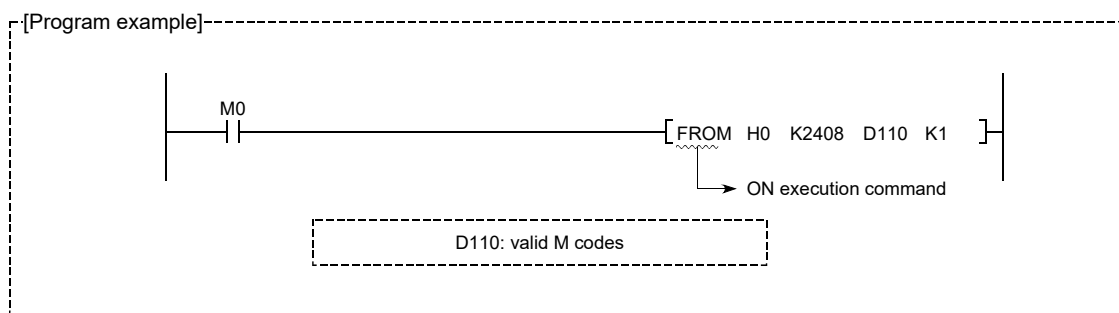 [Program example]
M0
FROM H0 K2408 D110 K1
ON execution command
D110: valid M codes